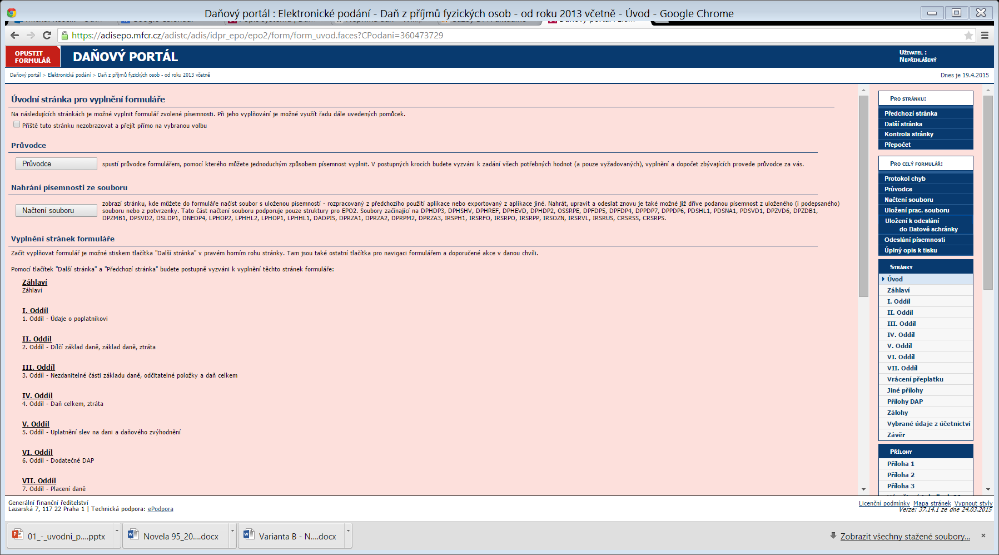 Daňový portál : Elektronické podání - Daň z příjmů fyzických osob - od roku 2013 včetně - Úvod - Google Chrome
https://adisepo.mfcr.cz/adistc/adis/idpr_epo/epo2/form/form_uvod.faces?CPodani=360473729
OPUSTIT
FORMULÁŘ
DAŇOVÝ PORTÁL
UŽIVATEL :
NEPŘIHLÁŠENÝ
Daňový portál > Elektronická podání > Daň z příjmů fyzických osob - od roku 2013 včetně
Dnes je 19.4.2015
Úvodní stránka pro vyplnění formuláře
Na následujících stránkách je možné vyplnit formulář zvolené písemnosti. Při jeho vyplňování je možné využít řadu dále uvedených pomůcek.
Příště tuto stránku nezobrazovat a přejít přímo na vybranou volbu
Průvodce
Průvodce
spustí průvodce formulářem, pomocí kterého můžete jednoduchým způsobem písemnost vyplnit. V postupných krocích budete vyzváni k zadání všech potřebných hodnot (a pouze vyžadovaných), vyplnění a dopočet zbývajících provede průvodce za vás.
Nahrání písemnosti ze souboru
Načtení souboru
zobrazí stránku, kde můžete do formuláře načíst soubor s uloženou písemností - rozpracovaný z předchozího použití aplikace nebo exportovaný z aplikace jiné. Nahrát, upravit a odeslat znovu je také možné již dříve podanou písemnost z uloženého (i podepsaného)
souboru nebo z potvrzenky. Tato část načtení souboru podporuje pouze struktury pro EPO2. Soubory začínající na DPHDP3, DPHSHV, DPHREF, DPHEVD, DPHDP2, OSSRPE, DPFDP5, DPFDP4, DPPDP7, DPPDP6, PDSHL1, PDSNA1, PDSVD1, DPZVD6, DPZDB1,
DPZMB1, DPSVD2, DSLDP1, DNEDP4, LPHOP2, LPHHL2, LPHOP1, LPHHL1, DADPIS, DPRZA1, DPRZA2, DPRPM2, DPRZA3, IRSPH1, IRSRFO, IRSRPO, IRSRPP, IRSOZN, IRSRVL, IRSRUS, CRSRSS, CRSRPS.
Vyplnění stránek formuláře
Začít vyplňovat formulář je možné stiskem tlačítka "Další stránka" v pravém horním rohu stránky. Tam jsou také ostatní tlačítka pro navigaci formulářem a doporučené akce v danou chvíli.
Pomocí tlačítek "Další stránka" a "Předchozí stránka" budete postupně vyzváni k vyplnění těchto stránek formuláře:
Záhlaví
Záhlaví
I. Oddíl
1. Oddíl - Údaje o poplatníkovi
II. Oddíl
2. Oddíl - Dílčí základ daně, základ daně, ztráta
III. Oddíl
3. Oddíl - Nezdanitelné části základu daně, odčitatelné položky a daň celkem
IV. Oddíl
4. Oddíl - Daň celkem, ztráta
V. Oddíl
5. Oddíl - Uplatnění slev na dani a daňového zvýhodnění
VI. Oddíl
6. Oddíl - Dodatečné DAP
VII. Oddíl
7. Oddíl - Placení daně
PRO STRÁNKU:
Předchozí stránka
Další stránka
Kontrola stránky
Přepočet
PRO CELÝ FORMULÁŘ:
Protokol chyb
Průvodce
Načtení souboru
Uložení prac. souboru
Uložení k odeslání
do Datové schránky
Odeslání písemnosti
Úplný opis k tisku
STRÁNKY
Úvod
Záhlaví
I. Oddíl
II. Oddíl
III. Oddíl
IV. Oddíl
V. Oddíl
VI. Oddíl
VII. Oddíl
Vrácení přeplatku
Jiné přílohy
Přílohy DAP
Zálohy
Vybrané údaje z účetnictví
Závěr
PŘÍLOHY
Příloha 1
Příloha 2
Příloha 3
Generální finanční ředitelství
Lazarská 7, 117 22 Praha 1 | Technická podpora: ePodpora
Licenční podmínky Mapa stránek Vypnout styly
Verze: 37.14.1 ze dne 24.03.2015
01_-_uvodni_p....pptx
Novela 95_20....docx
Varianta B - N....docx
Zobrazit všechny stažené soubory...